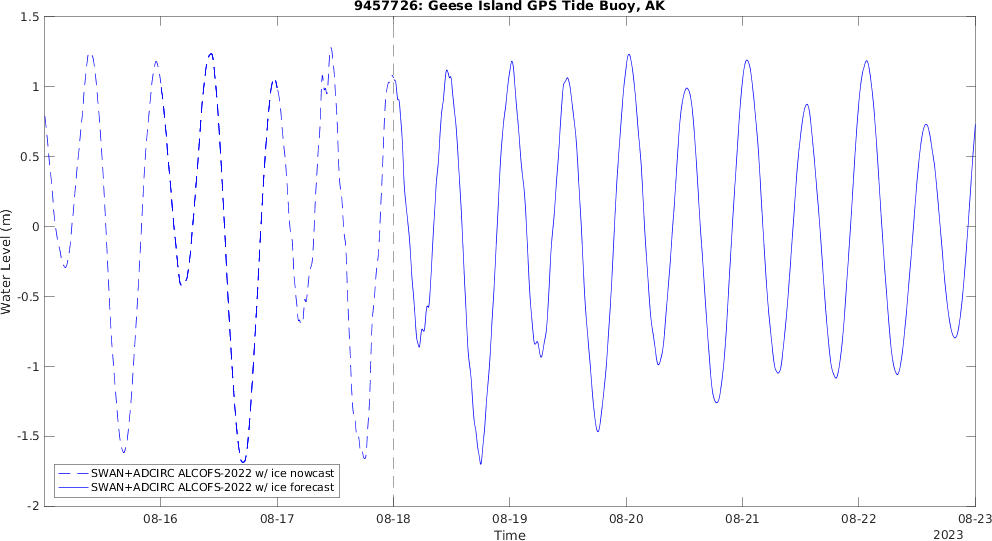 9457726: Geese Island GPS Tide Buoy, AK
1.5
1
0.5
0
-0.5
-1
-1.5
-2
Water Level (m)
SWAN+ADCIRC ALCOFS-2022 w/ ice nowcast
SWAN+ADCIRC ALCOFS-2022 w/ ice forecast
08-16 08-17 08-18 08-19 08-20 08-21 08-22 08-23
Time
2023